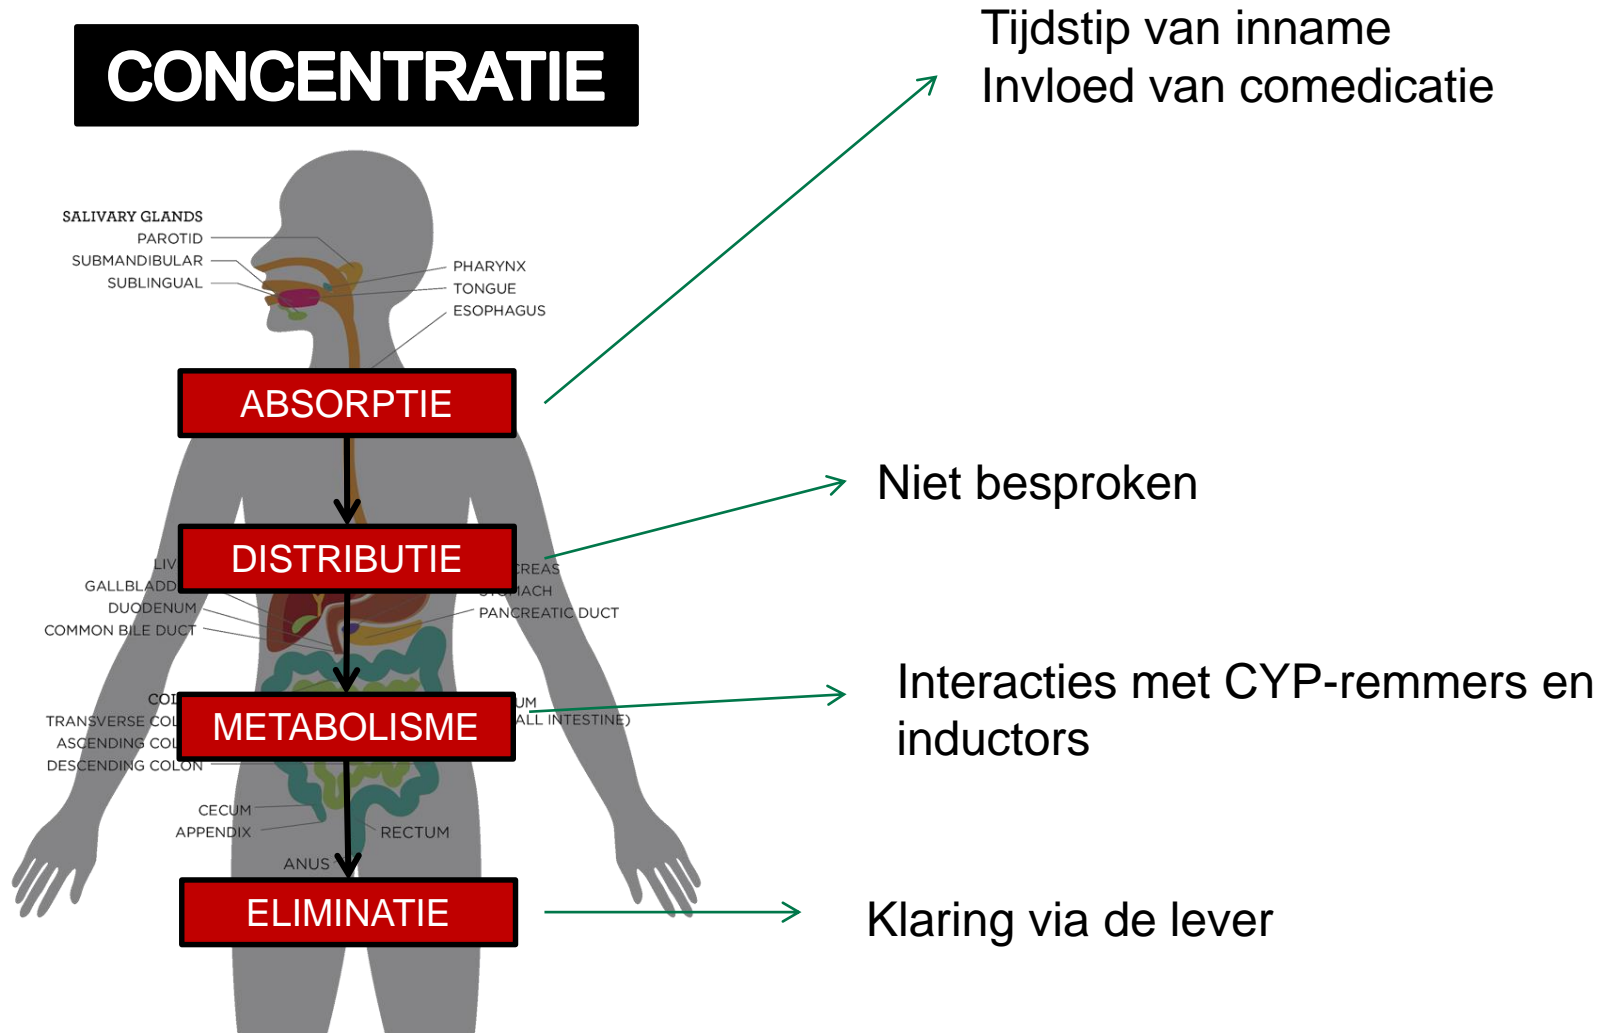 CONCENTRATIE
Tijdstip van inname
Invloed van comedicatie
SALIVARY GLANDS
PAROTID
SUBMANDIBULAR
SUBLINGUAL
PHARYNX
TONGUE
ESOPHAGUS
ABSORPTIE
Niet besproken
DISTRIBUTIE
GALLBLADD
DUODENUM
COMMON BILE DUCT
PANCREATIC DUCT
Interacties met CYP-remmers en
inductors
METABOLISME
TRANSVERSE COL
ASCENDING COL
DESCENDING COLON
ALL INTESTINE)
CECUM
APPENDIX
RECTUM
ANUS
ELIMINATIE
Klaring via de lever